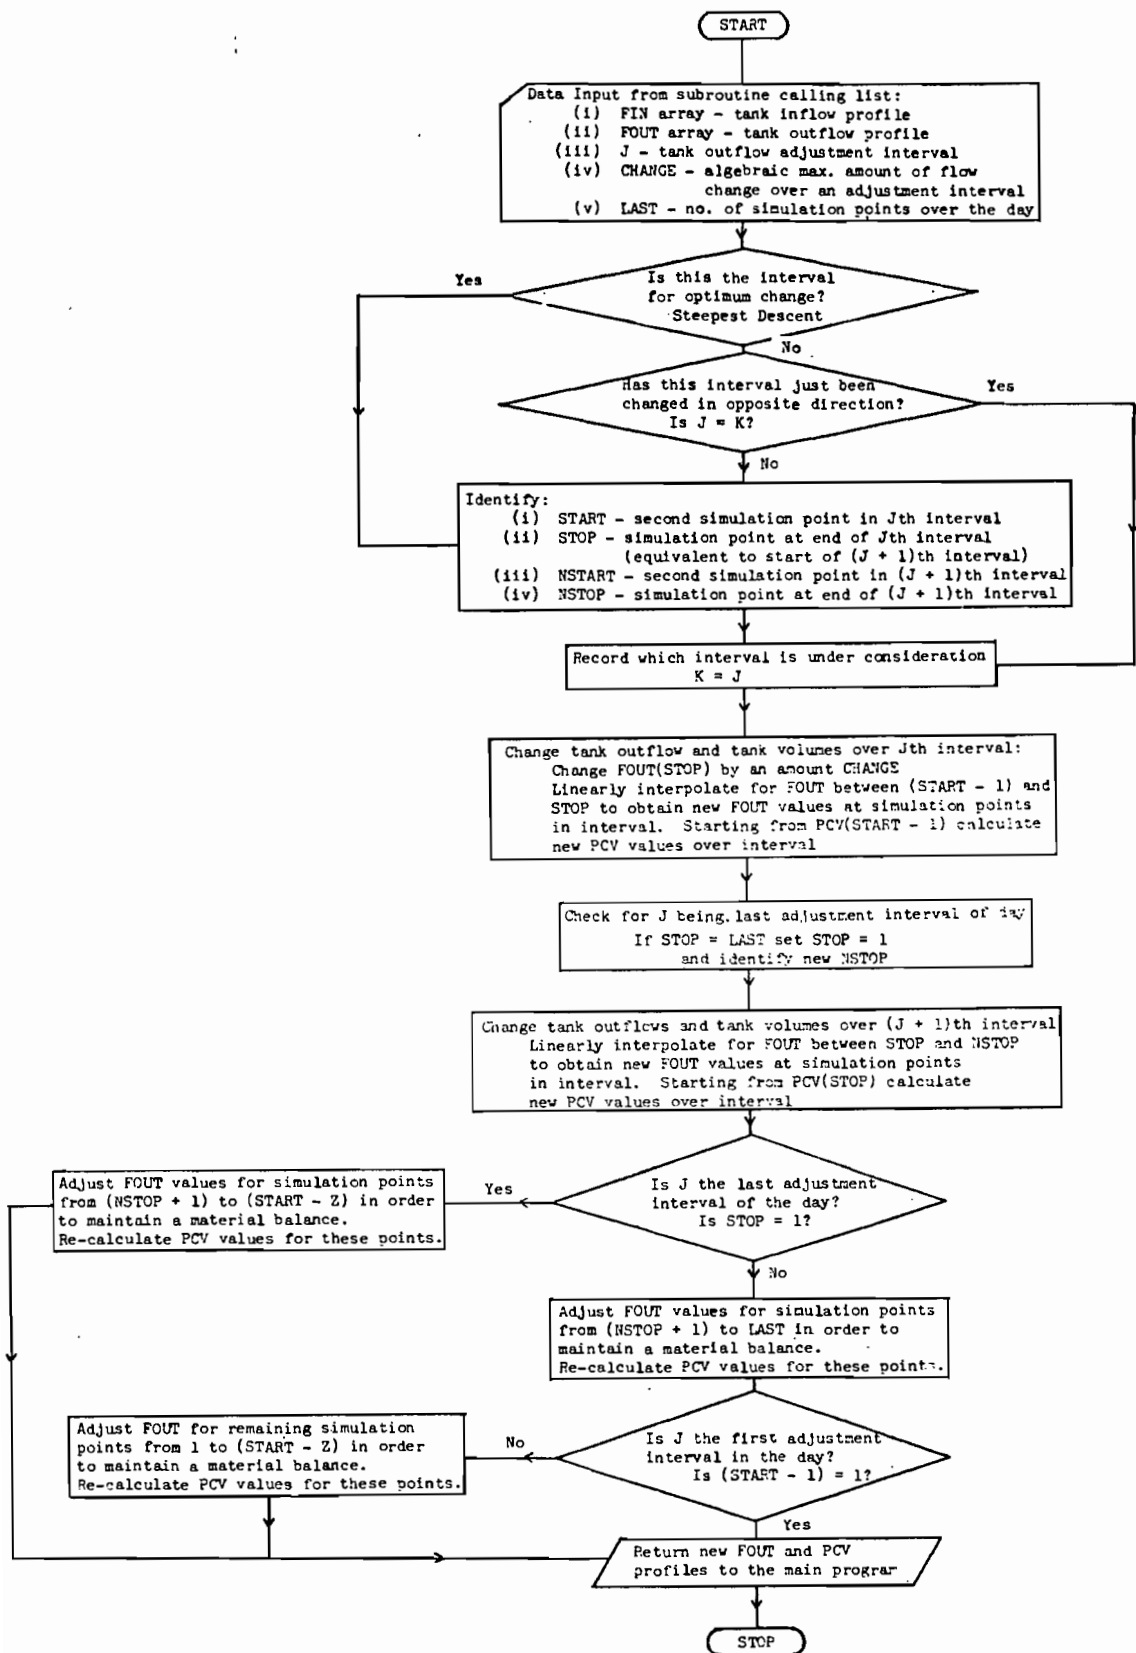 START
Data Input from subroutine calling list:
(i) FIN array - tank inflow profile
(ii) FOUT array - tank outflow profile
(iii) J - tank outflow adjustment interval
(iv) CHANGE - algebraic max. amount of flow
change over an adjustment interval
(v) LAST - no. of simulation points over the day
Yes
Is this the interval
for optimum change?
Steepest Descent
No
Has this interval just been
changed in opposite direction?
Is J = K?
Yes
No
Identify:
(i) START - second simulation point in Jth interval
(ii) STOP - simulation point at end of Jth interval
(equivalent to start of (J + 1)th interval)
(iii) NSTART - second simulation point in (J + 1)th interval
(iv) NSTOP - simulation point at end of (J + 1)th interval
Record which interval is under consideration
K = J
Change tank outflow and tank volumes over Jth interval:
Change FOUT(STOP) by an amount CHANGE
Linearly interpolate for FOUT between (START - 1) and
STOP to obtain new FOUT values at simulation points
in interval. Starting from PCV(START - 1) calculate
new PCV values over interval
Check for J being last adjustment interval of day
If STOP = LAST set STOP = 1
and identify new NSTOP
Change tank outflows and tank volumes over (J + 1)th interval
Linearly interpolate for FOUT between STOP and NSTOP
to obtain new FOUT values at simulation points
in interval. Starting from PCV(STOP) calculate
new PCV values over interval
Is J the last adjustment
interval of the day?
Is STOP = 1?
Yes
Adjust FOUT values for simulation points
from (NSTOP + 1) to (START - Z) in order
to maintain a material balance.
Re-calculate PCV values for these points.
No
Adjust FOUT values for simulation points
from (NSTOP + 1) to LAST in order to
maintain a material balance.
Re-calculate PCV values for these points.
Is J the first adjustment
interval in the day?
Is (START - 1) = 1?
No
Adjust FOUT for remaining simulation
points from 1 to (START - Z) in order
to maintain a material balance.
Re-calculate PCV values for these points.
Yes
Return new FOUT and PCV
profiles to the main program
STOP